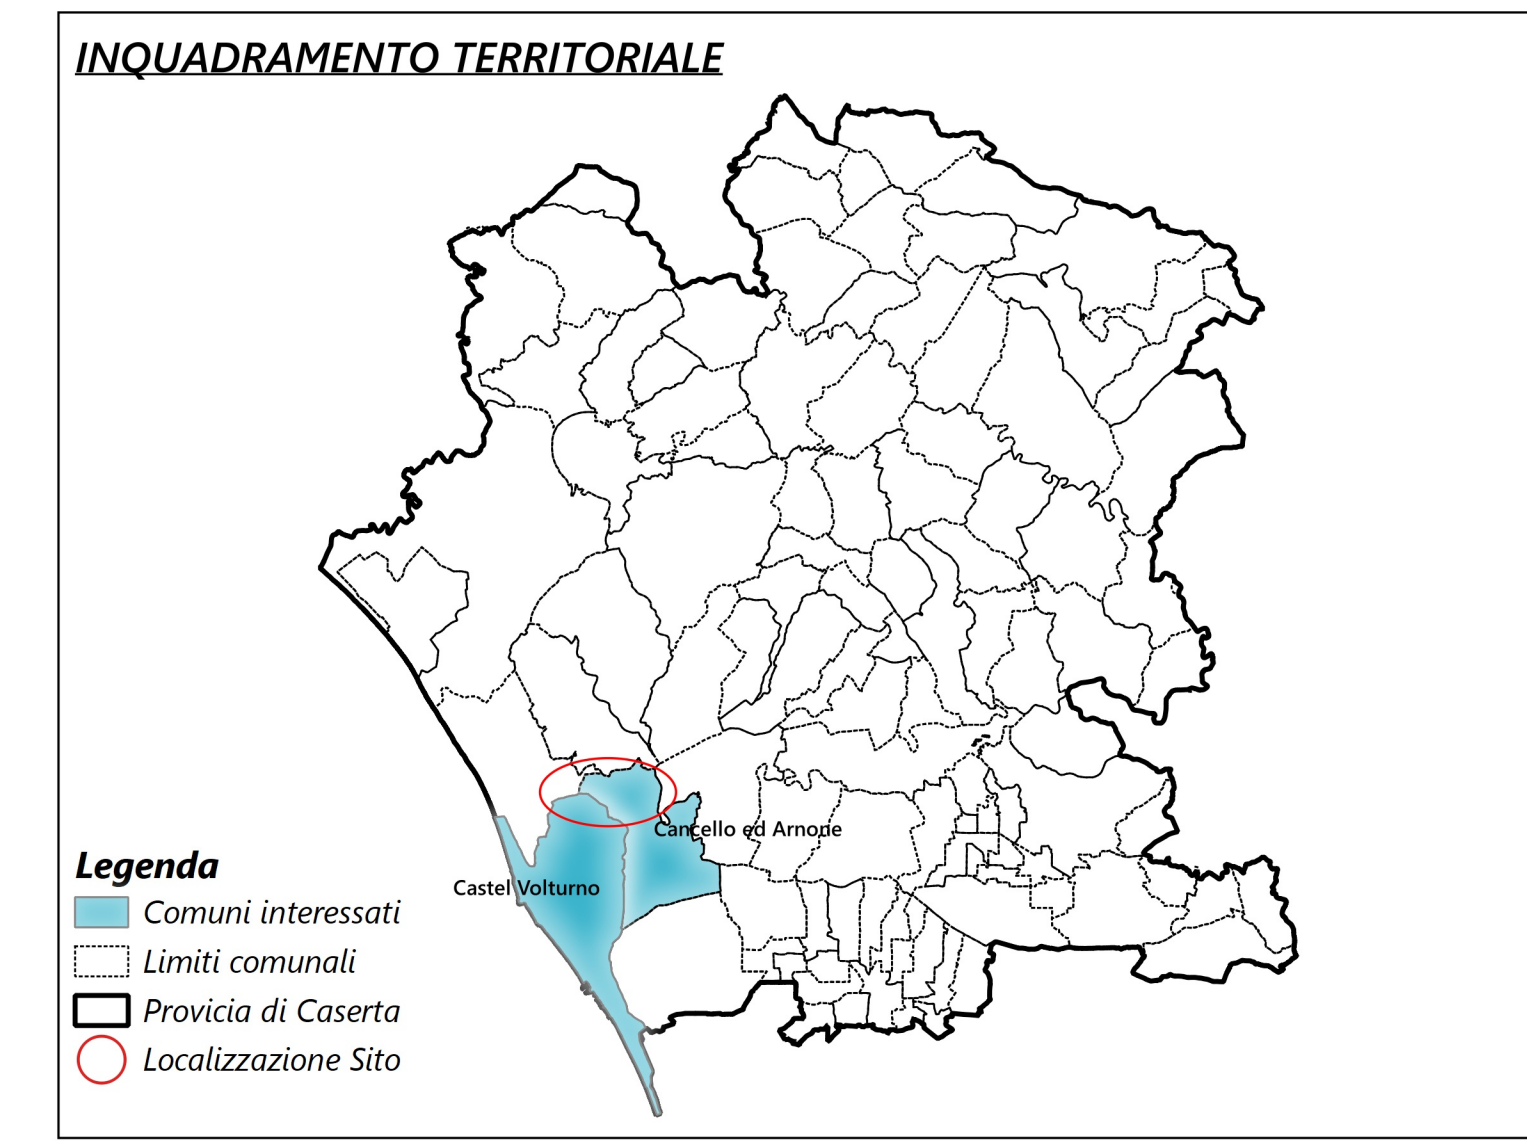 INQUADRAMENTO TERRITORIALE
Cancello ed Arnone
Castel Volturno
Legenda
Comuni interessati
Limiti comunali
Provicia di Caserta
Localizzazione Sito